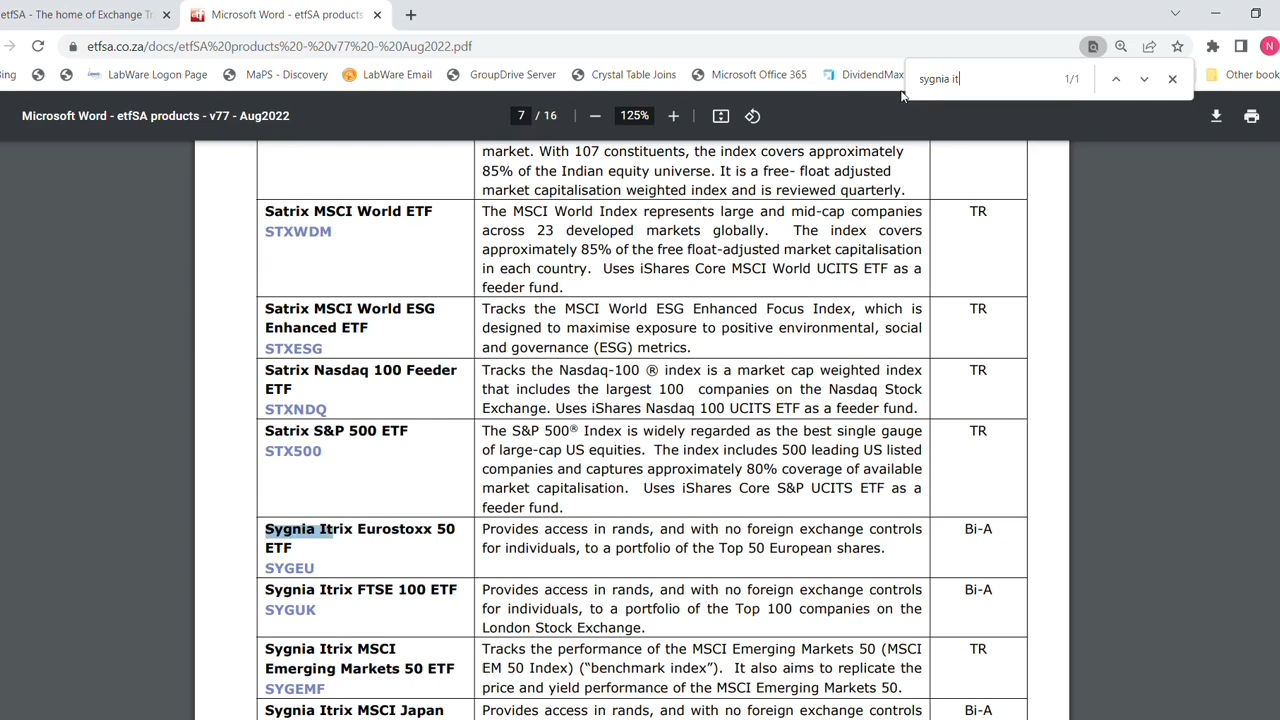 etfSA - The home of Exchange Tr
Microsoft Word - etfSA products
etfsa.co.za/docs/etfSA%20products%20-%20v77%20-%20Aug2022.pdf
N
ing
LabWare Logon Page
MaPS - Discovery
LabWare Email
GroupDrive Server
Crystal Table Joins
Microsoft Office 365
DividendMax
Other book
sygnia it
1/1
Microsoft Word - etfSA products - v77 - Aug2022
7 / 16
125%
market. With 107 constituents, the index covers approximately
85% of the Indian equity universe. It is a free- float adjusted
market capitalisation weighted index and is reviewed quarterly.
Satrix MSCI World ETF
STXWDM
The MSCI World Index represents large and mid-cap companies
across 23 developed markets globally. The index covers
approximately 85% of the free float-adjusted market capitalisation
in each country. Uses iShares Core MSCI World UCITS ETF as a
feeder fund.
TR
Satrix MSCI World ESG
Enhanced ETF
STXESG
Tracks the MSCI World ESG Enhanced Focus Index, which is
designed to maximise exposure to positive environmental, social
and governance (ESG) metrics.
TR
Satrix Nasdaq 100 Feeder
ETF
STXNDQ
Tracks the Nasdaq-100 ® index is a market cap weighted index
that includes the largest 100 companies on the Nasdaq Stock
Exchange. Uses iShares Nasdaq 100 UCITS ETF as a feeder fund.
TR
Satrix S&P 500 ETF
STX500
The S&P 500® Index is widely regarded as the best single gauge
of large-cap US equities. The index includes 500 leading US listed
companies and captures approximately 80% coverage of available
market capitalisation. Uses iShares Core S&P UCITS ETF as a
feeder fund.
TR
Sygnia Itrix Eurostoxx 50
ETF
SYGEU
Provides access in rands, and with no foreign exchange controls
for individuals, to a portfolio of the Top 50 European shares.
Bi-A
Sygnia Itrix FTSE 100 ETF
SYGUK
Provides access in rands, and with no foreign exchange controls
for individuals, to a portfolio of the Top 100 companies on the
London Stock Exchange.
Bi-A
Sygnia Itrix MSCI
Emerging Markets 50 ETF
SYGEMF
Tracks the performance of the MSCI Emerging Markets 50 (MSCI
EM 50 Index) (“benchmark index”). It also aims to replicate the
price and yield performance of the MSCI Emerging Markets 50.
TR
Sygnia Itrix MSCI Japan
Provides access in rands, and with no foreign exchange controls
Bi-A